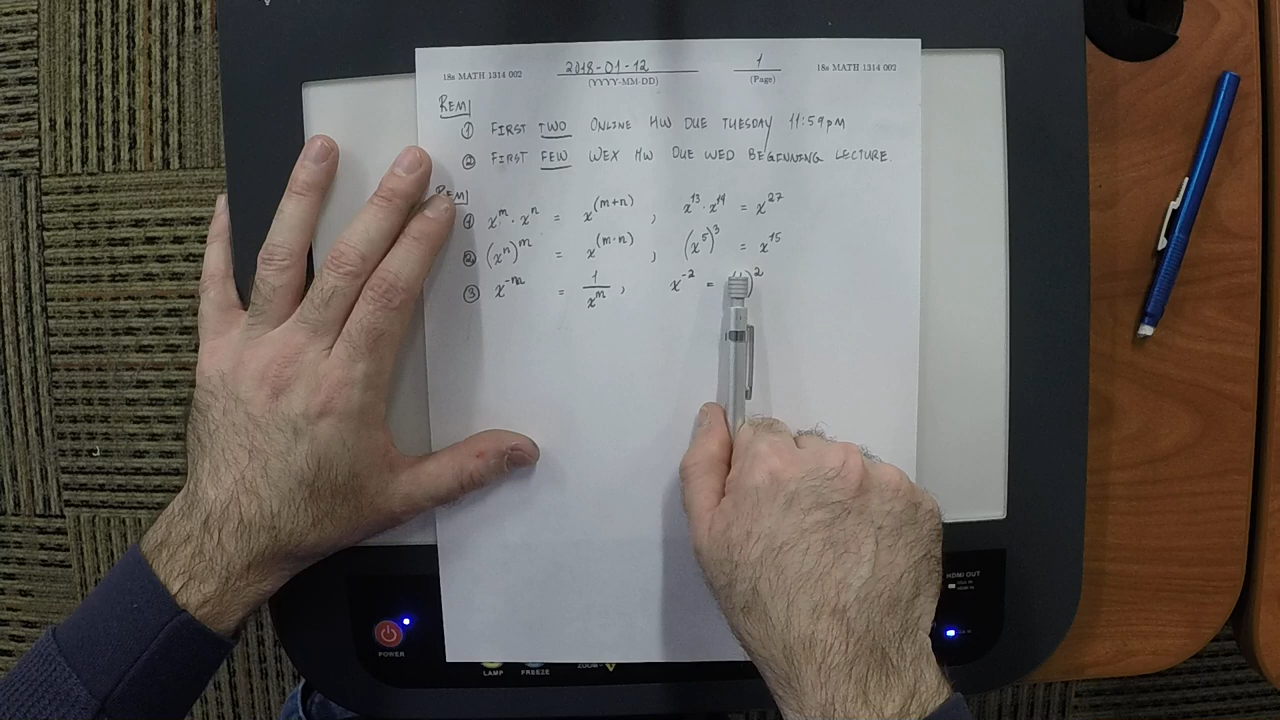 18s MATH 1314 002 2018-01-12 1 18s MATH 1314 002
(YYYY-MM-DD) (Page)
REM
① FIRST TWO ONLINE HW DUE TUESDAY 11:59pm
② FIRST FEW WEX HW DUE WED BEGINNING LECTURE.
REM
① x^m · x^n = x^(m+n) , x^13 · x^14 = x^27
② (x^n)^m = x^(m·n) , (x^5)^3 = x^15
③ x^-m = 1/x^m , x^-2 = ( )^2
HDMI OUT
POWER
LAMP FREEZE ZOOM